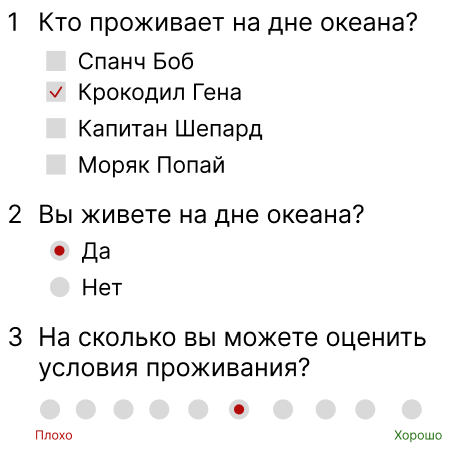 1 Кто проживает на дне океана?
Спанч Боб
Крокодил Гена
Капитан Шепард
Моряк Попай
2 Вы живете на дне океана?
Да
Нет
3 На сколько вы можете оценить
условия проживания?
Плохо Хорошо